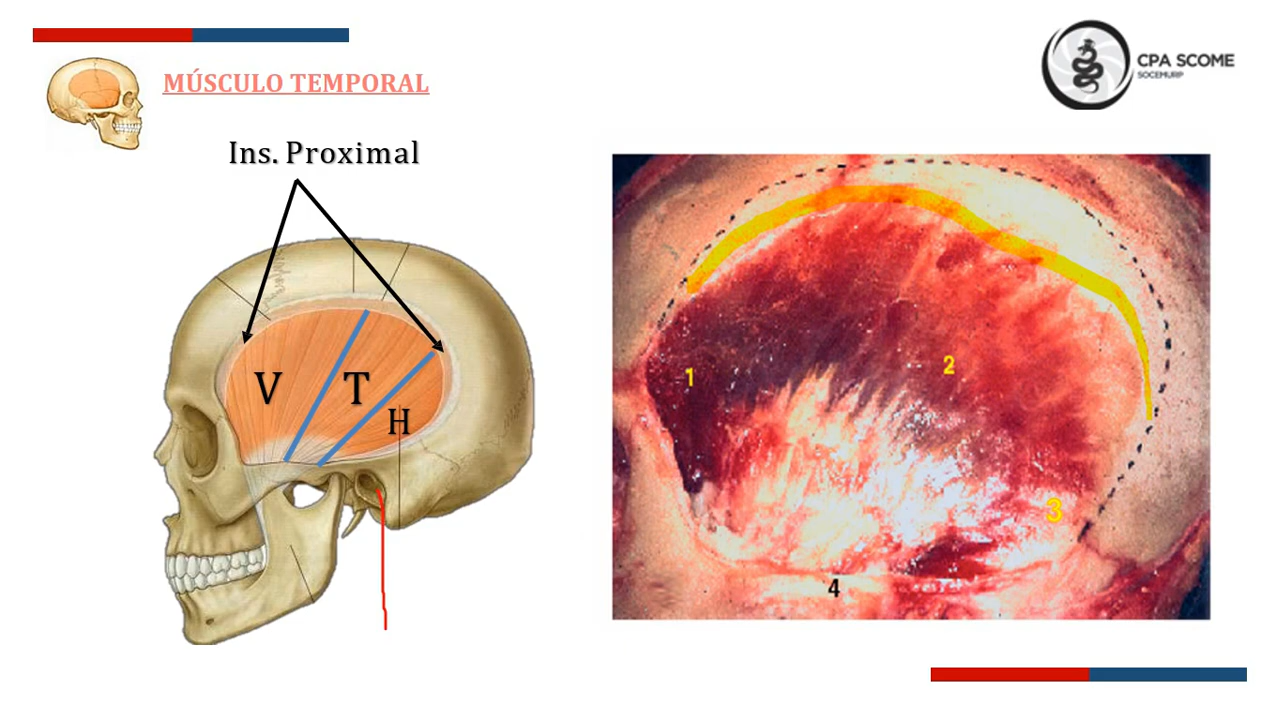 MÚSCULO TEMPORAL
CPA SCOME
SOCEMURP
Ins. Proximal
V
T
H
1
2
3
4